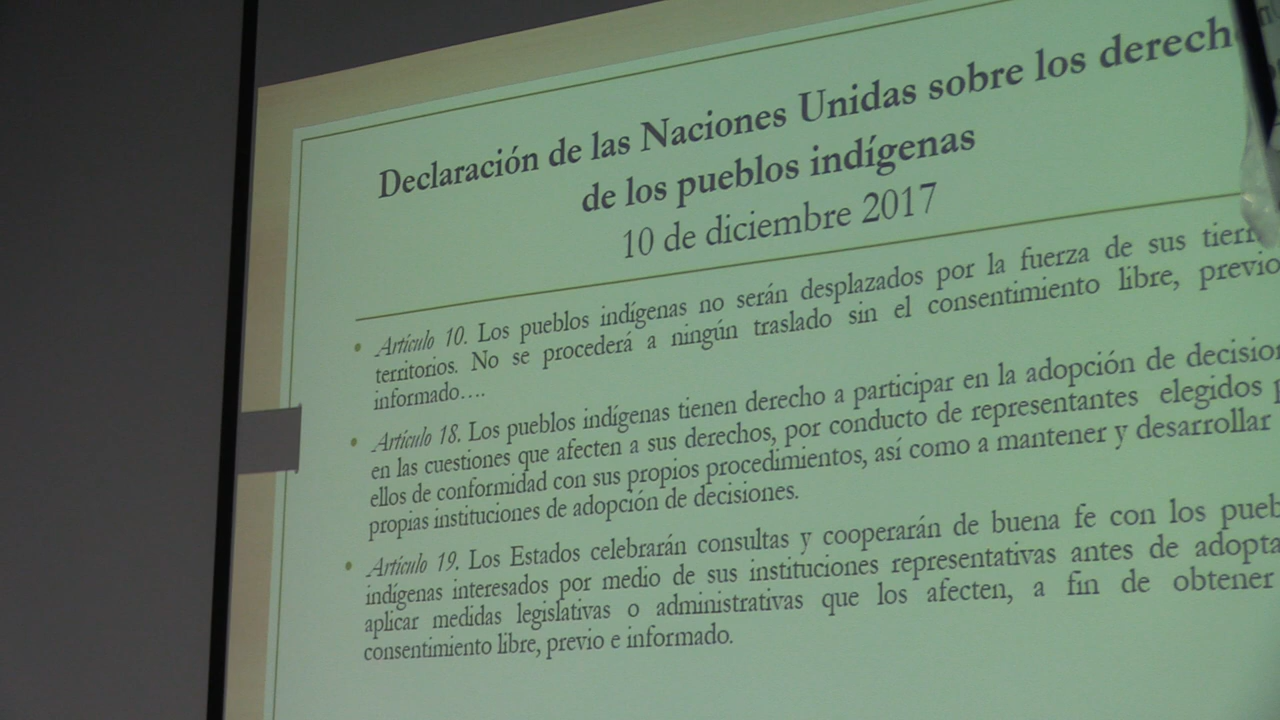 Declaración de las Naciones Unidas sobre los derech
de los pueblos indígenas
10 de diciembre 2017
• Artículo 10. Los pueblos indígenas no serán desplazados por la fuerza de sus tierr
territorios. No se procederá a ningún traslado sin el consentimiento libre, previo
informado….
• Artículo 18. Los pueblos indígenas tienen derecho a participar en la adopción de decision
en las cuestiones que afecten a sus derechos, por conducto de representantes elegidos p
ellos de conformidad con sus propios procedimientos, así como a mantener y desarrollar
propias instituciones de adopción de decisiones.
• Artículo 19. Los Estados celebrarán consultas y cooperarán de buena fe con los pueb
indígenas interesados por medio de sus instituciones representativas antes de adopta
aplicar medidas legislativas o administrativas que los afecten, a fin de obtener
consentimiento libre, previo e informado.